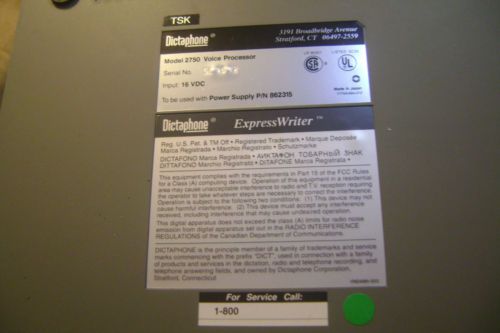 TSK
Dictaphone®
3191 Broadbridge Avenue
Stratford, CT 06497-2559
Model 2750 Voice Processor
Serial No.
Input: 16 VDC
To be used with Power Supply P/N 862315
Made in Japan
Dictaphone® ExpressWriter™
Reg. U.S. Pat. & TM Off • Registered Trademark • Marque Deposée
Marca Registrada • Marchio Registrato • Schutzmarke
DICTAFONO Marca Registrada • ДИКТАФОН ТОВАРНЫЙ ЗНАК
DITTAFONO Marchio Registrato • DITAFONE Marca Registrata •
This equipment complies with the requirements in Part 15 of the FCC Rules
for a Class (A) computing device. Operation of this equipment in a residential
area may cause unacceptable interference to radio and T.V. reception requiring
the operator to take whatever steps are necessary to correct the interference.
Operation is subject to the following two conditions: (1) This device may not
cause harmful interference. (2) This device must accept any interference
received, including interference that may cause undesired operation.
This digital apparatus does not exceed the class (A) limits for radio noise
emission from digital apparatus set out in the RADIO INTERFERENCE
REGULATIONS of the Canadian Department of Communications.
DICTAPHONE is the principle member of a family of trademarks and service
marks commencing with the prefix "DICT", used in connection with a family
of products and services in the dictation, radio and telephone recording, and
telephone answering fields, and owned by Dictaphone Corporation,
Stratford, Connecticut
For Service Call:
1-800